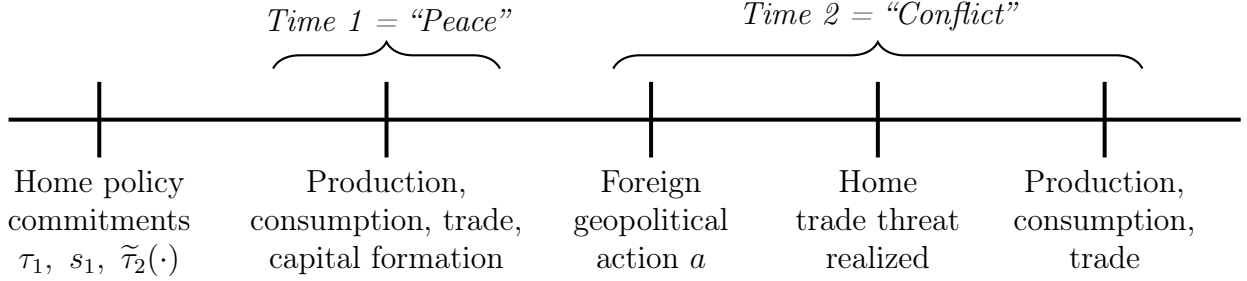 Time 1 = “Peace”
Time 2 = “Conflict”
Home policy
commitments
τ₁, s₁, τ̃₂(·)
Production,
consumption, trade,
capital formation
Foreign
geopolitical
action a
Home
trade threat
realized
Production,
consumption,
trade